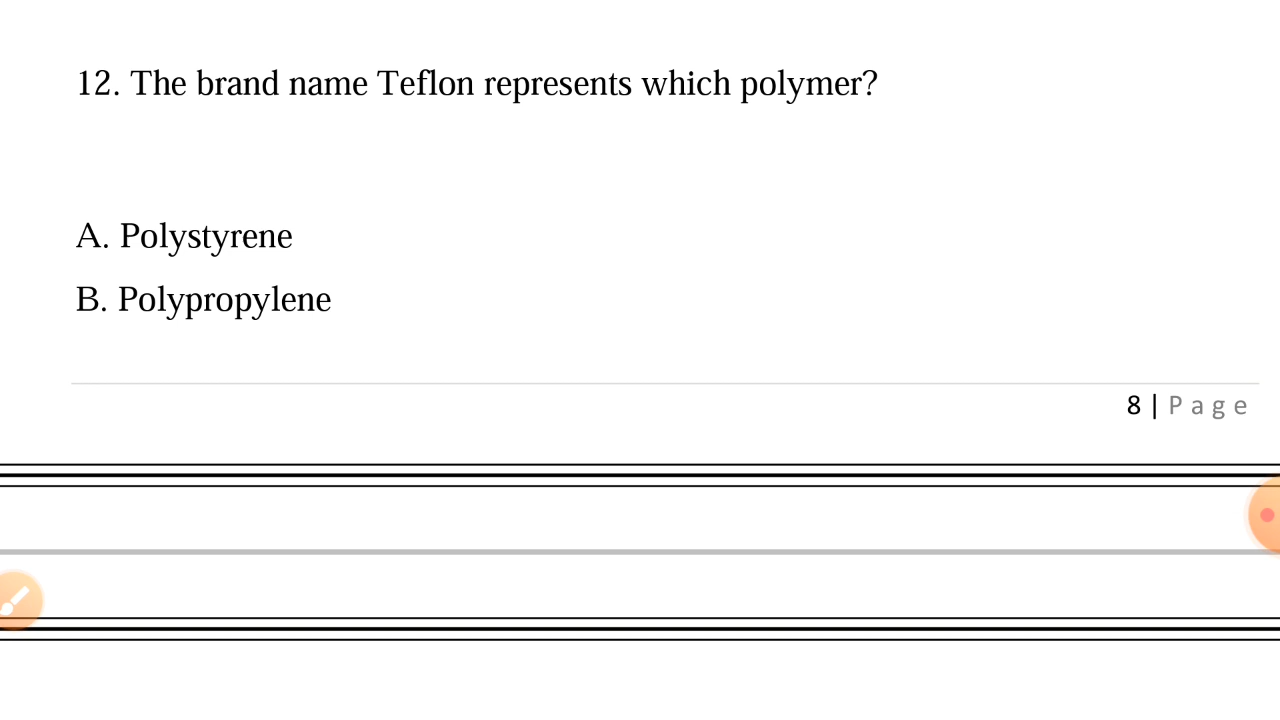 12. The brand name Teflon represents which polymer?
A. Polystyrene
B. Polypropylene
8 | Page